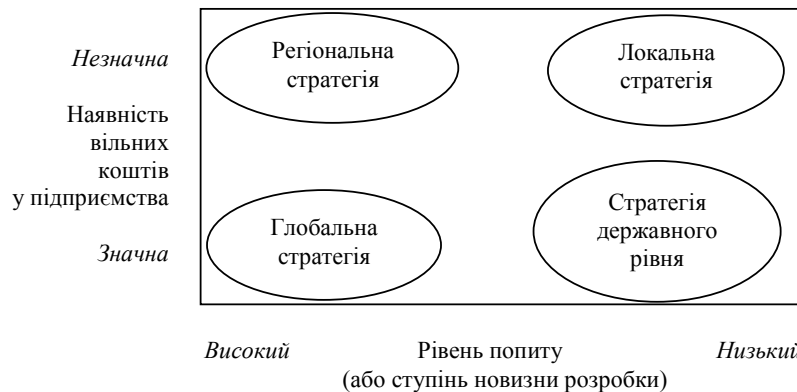 Незначна
Наявність
вільних
коштів
у підприємства
Значна
Регіональна
стратегія
Локальна
стратегія
Глобальна
стратегія
Стратегія
державного
рівня
Високий
Рівень попиту
(або ступінь новизни розробки)
Низький